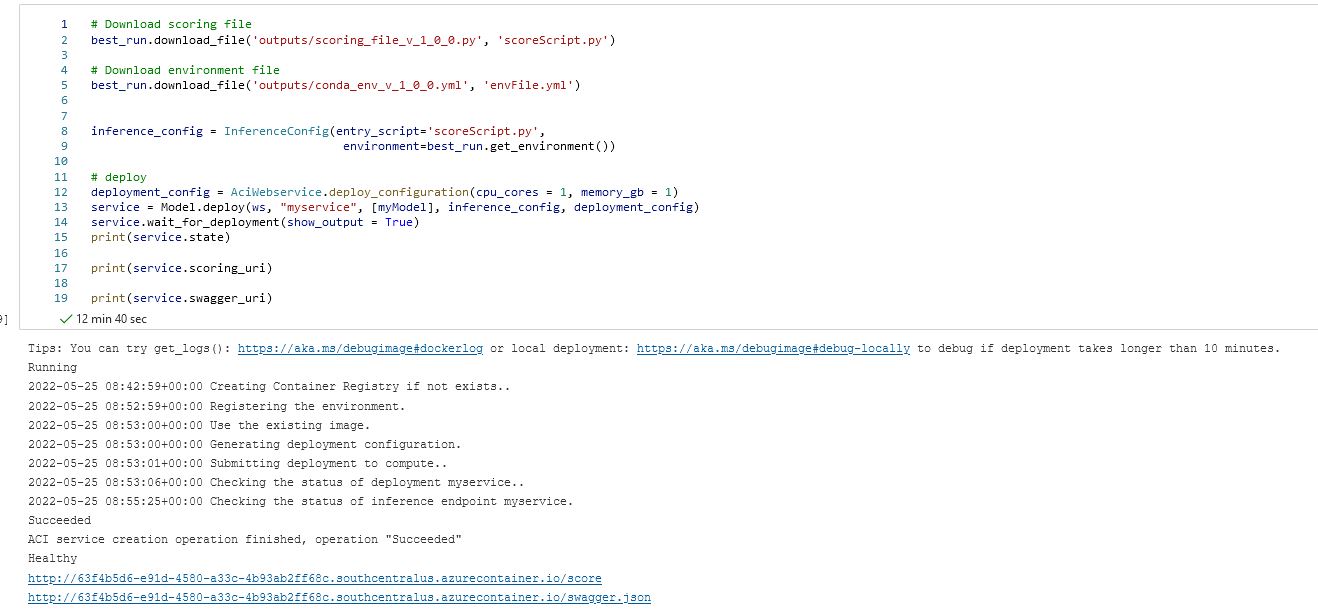 1 # Download scoring file
2 best_run.download_file('outputs/scoring_file_v_1_0_0.py', 'scoreScript.py')
3
4 # Download environment file
5 best_run.download_file('outputs/conda_env_v_1_0_0.yml', 'envFile.yml')
6
7
8 inference_config = InferenceConfig(entry_script='scoreScript.py',
9 environment=best_run.get_environment())
10
11 # deploy
12 deployment_config = AciWebservice.deploy_configuration(cpu_cores = 1, memory_gb = 1)
13 service = Model.deploy(ws, "myservice", [myModel], inference_config, deployment_config)
14 service.wait_for_deployment(show_output = True)
15 print(service.state)
16
17 print(service.scoring_uri)
18
19 print(service.swagger_uri)
9] ✓ 12 min 40 sec
Tips: You can try get_logs(): https://aka.ms/debugimage#dockerlog or local deployment: https://aka.ms/debugimage#debug-locally to debug if deployment takes longer than 10 minutes.
Running
2022-05-25 08:42:59+00:00 Creating Container Registry if not exists..
2022-05-25 08:52:59+00:00 Registering the environment.
2022-05-25 08:53:00+00:00 Use the existing image.
2022-05-25 08:53:00+00:00 Generating deployment configuration.
2022-05-25 08:53:01+00:00 Submitting deployment to compute..
2022-05-25 08:53:06+00:00 Checking the status of deployment myservice..
2022-05-25 08:55:25+00:00 Checking the status of inference endpoint myservice.
Succeeded
ACI service creation operation finished, operation "Succeeded"
Healthy
http://63f4b5d6-e91d-4580-a33c-4b93ab2ff68c.southcentralus.azurecontainer.io/score
http://63f4b5d6-e91d-4580-a33c-4b93ab2ff68c.southcentralus.azurecontainer.io/swagger.json